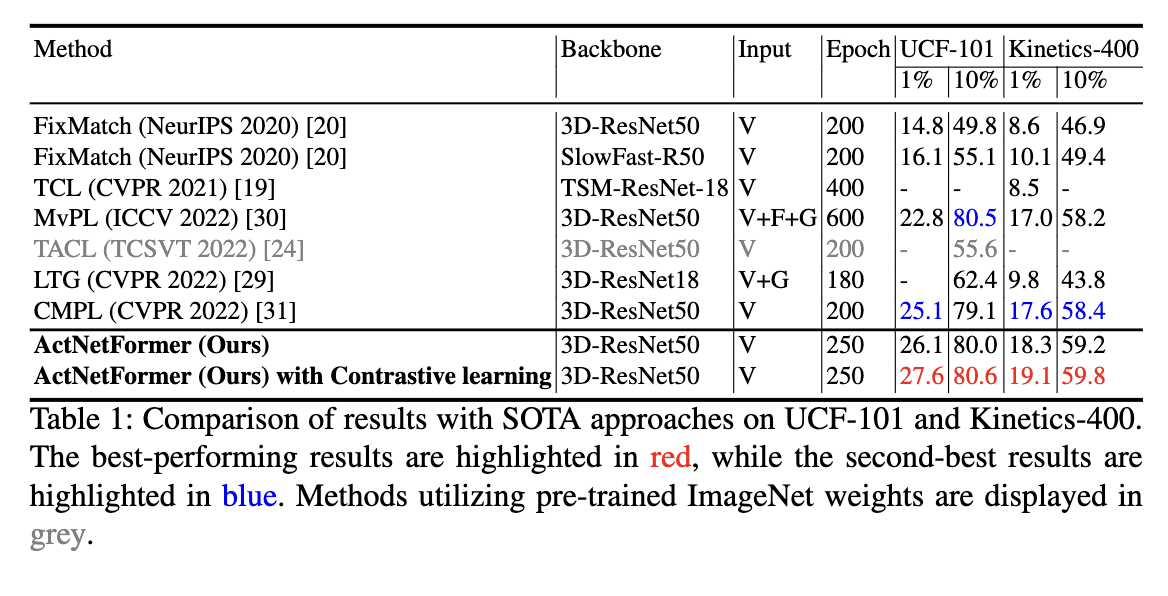 Method Backbone Input Epoch UCF-101 Kinetics-400
1% 10% 1% 10%
FixMatch (NeurIPS 2020) [20] 3D-ResNet50 V 200 14.8 49.8 8.6 46.9
FixMatch (NeurIPS 2020) [20] SlowFast-R50 V 200 16.1 55.1 10.1 49.4
TCL (CVPR 2021) [19] TSM-ResNet-18 V 400 - - 8.5 -
MvPL (ICCV 2022) [30] 3D-ResNet50 V+F+G 600 22.8 80.5 17.0 58.2
TACL (TCSVT 2022) [24] 3D-ResNet50 V 200 - 55.6 - -
LTG (CVPR 2022) [29] 3D-ResNet18 V+G 180 - 62.4 9.8 43.8
CMPL (CVPR 2022) [31] 3D-ResNet50 V 200 25.1 79.1 17.6 58.4
ActNetFormer (Ours) 3D-ResNet50 V 250 26.1 80.0 18.3 59.2
ActNetFormer (Ours) with Contrastive learning 3D-ResNet50 V 250 27.6 80.6 19.1 59.8
Table 1: Comparison of results with SOTA approaches on UCF-101 and Kinetics-400.
The best-performing results are highlighted in red, while the second-best results are
highlighted in blue. Methods utilizing pre-trained ImageNet weights are displayed in
grey.